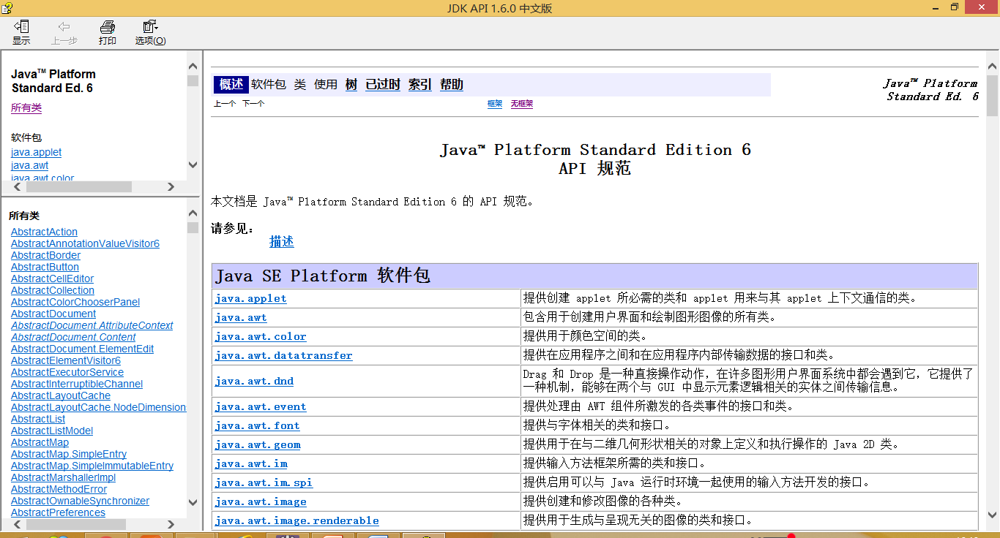 JDK API 1.6.0 中文版
显示 上一步 打印 选项(O)
Java™ Platform
Standard Ed. 6
所有类
软件包
java.applet
java.awt
java.awt.color
所有类
AbstractAction
AbstractAnnotationValueVisitor6
AbstractBorder
AbstractButton
AbstractCellEditor
AbstractCollection
AbstractColorChooserPanel
AbstractDocument
AbstractDocument.AttributeContext
AbstractDocument.Content
AbstractDocument.ElementEdit
AbstractElementVisitor6
AbstractExecutorService
AbstractInterruptibleChannel
AbstractLayoutCache
AbstractLayoutCache.NodeDimension
AbstractList
AbstractListModel
AbstractMap
AbstractMap.SimpleEntry
AbstractMap.SimpleImmutableEntry
AbstractMarshallerImpl
AbstractMethodError
AbstractOwnableSynchronizer
AbstractPreferences
概述 软件包 类 使用 树 已过时 索引 帮助
Java™ Platform
Standard Ed. 6
上一个 下一个 框架 无框架
Java™ Platform Standard Edition 6
API 规范
本文档是 Java™ Platform Standard Edition 6 的 API 规范。
请参见:
描述
Java SE Platform 软件包
java.applet 提供创建 applet 所必需的类和 applet 用来与其 applet 上下文通信的类。
java.awt 包含用于创建用户界面和绘制图形图像的所有类。
java.awt.color 提供用于颜色空间的类。
java.awt.datatransfer 提供在应用程序之间和在应用程序内部传输数据的接口和类。
java.awt.dnd Drag 和 Drop 是一种直接操作动作，在许多图形用户界面系统中都会遇到它，它提供了
一种机制，能够在两个与 GUI 中显示元素逻辑相关的实体之间传输信息。
java.awt.event 提供处理由 AWT 组件所激发的各类事件的接口和类。
java.awt.font 提供与字体相关的类和接口。
java.awt.geom 提供用于在与二维几何形状相关的对象上定义和执行操作的 Java 2D 类。
java.awt.im 提供输入方法框架所需的类和接口。
java.awt.im.spi 提供启用可以与 Java 运行时环境一起使用的输入方法开发的接口。
java.awt.image 提供创建和修改图像的各种类。
java.awt.image.renderable 提供用于生成与呈现无关的图像的类和接口。